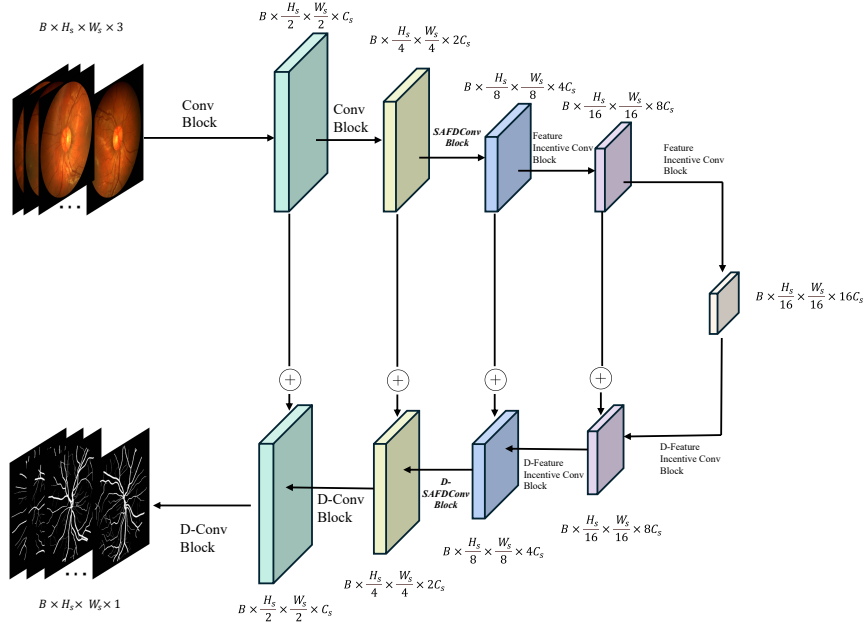 B × H_s × W_s × 3
B × H_s/2 × W_s/2 × C_s
B × H_s/4 × W_s/4 × 2C_s
B × H_s/8 × W_s/8 × 4C_s
B × H_s/16 × W_s/16 × 8C_s
Conv
Block
Conv
Block
SAFDConv
Block
Feature
Incentive Conv
Block
Feature
Incentive Conv
Block
...
B × H_s/16 × W_s/16 × 16C_s
+
+
+
+
D-Feature
Incentive Conv
Block
D-Feature
Incentive Conv
Block
D-
SAFDConv
Block
D-Conv
Block
D-Conv
Block
...
B × H_s/16 × W_s/16 × 8C_s
B × H_s/8 × W_s/8 × 4C_s
B × H_s/4 × W_s/4 × 2C_s
B × H_s/2 × W_s/2 × C_s
B × H_s × W_s × 1